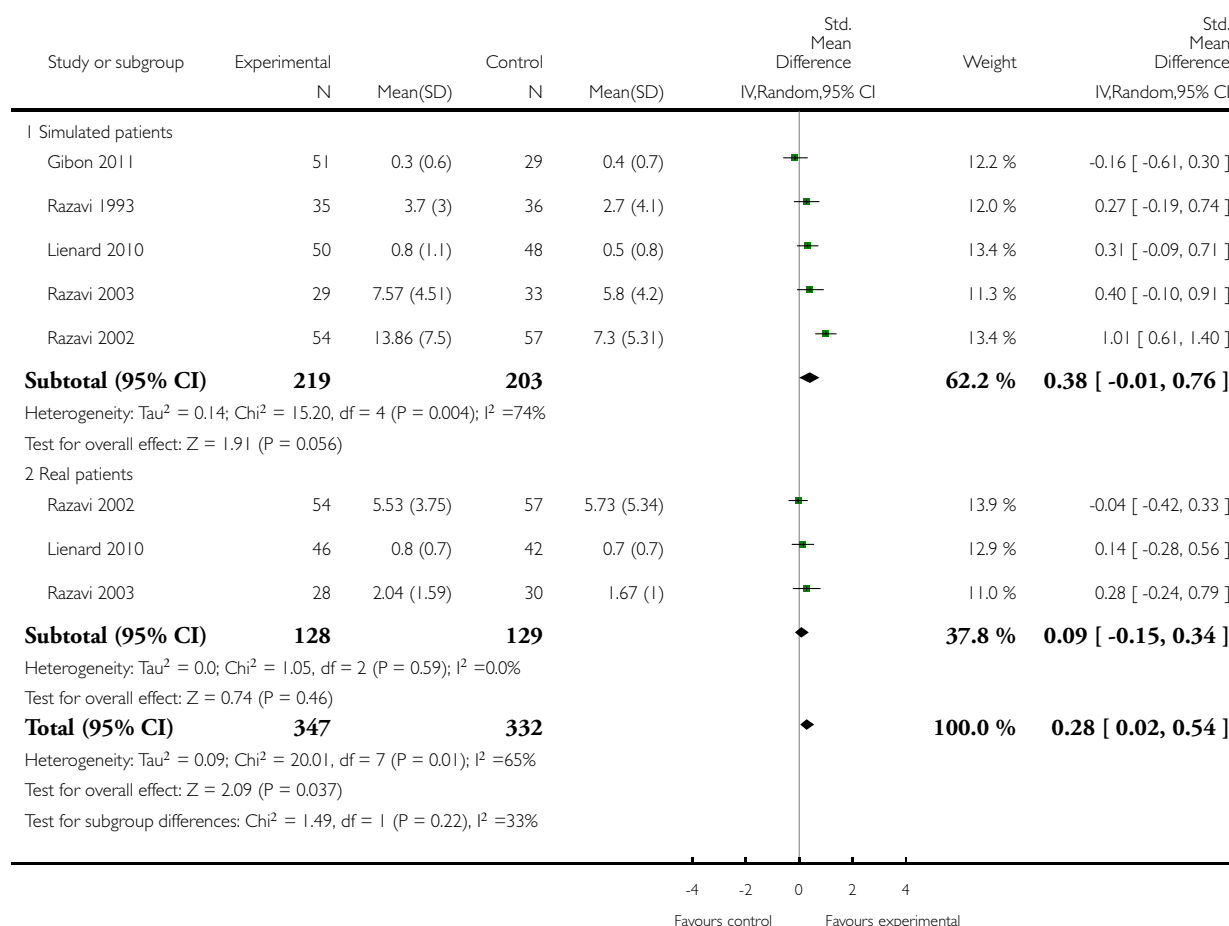 Std. Std.
Mean Mean
Study or subgroup Experimental Control Difference Weight Difference
N Mean(SD) N Mean(SD) IV,Random,95% CI IV,Random,95% CI
1 Simulated patients
Gibon 2011 51 0.3 (0.6) 29 0.4 (0.7) 12.2 % -0.16 [ -0.61, 0.30 ]
Razavi 1993 35 3.7 (3) 36 2.7 (4.1) 12.0 % 0.27 [ -0.19, 0.74 ]
Lienard 2010 50 0.8 (1.1) 48 0.5 (0.8) 13.4 % 0.31 [ -0.09, 0.71 ]
Razavi 2003 29 7.57 (4.51) 33 5.8 (4.2) 11.3 % 0.40 [ -0.10, 0.91 ]
Razavi 2002 54 13.86 (7.5) 57 7.3 (5.31) 13.4 % 1.01 [ 0.61, 1.40 ]
Subtotal (95% CI) 219 203 62.2 % 0.38 [ -0.01, 0.76 ]
Heterogeneity: Tau² = 0.14; Chi² = 15.20, df = 4 (P = 0.004); I² =74%
Test for overall effect: Z = 1.91 (P = 0.056)
2 Real patients
Razavi 2002 54 5.53 (3.75) 57 5.73 (5.34) 13.9 % -0.04 [ -0.42, 0.33 ]
Lienard 2010 46 0.8 (0.7) 42 0.7 (0.7) 12.9 % 0.14 [ -0.28, 0.56 ]
Razavi 2003 28 2.04 (1.59) 30 1.67 (1) 11.0 % 0.28 [ -0.24, 0.79 ]
Subtotal (95% CI) 128 129 37.8 % 0.09 [ -0.15, 0.34 ]
Heterogeneity: Tau² = 0.0; Chi² = 1.05, df = 2 (P = 0.59); I² =0.0%
Test for overall effect: Z = 0.74 (P = 0.46)
Total (95% CI) 347 332 100.0 % 0.28 [ 0.02, 0.54 ]
Heterogeneity: Tau² = 0.09; Chi² = 20.01, df = 7 (P = 0.01); I² =65%
Test for overall effect: Z = 2.09 (P = 0.037)
Test for subgroup differences: Chi² = 1.49, df = 1 (P = 0.22), I² =33%
-4 -2 0 2 4
Favours control Favours experimental